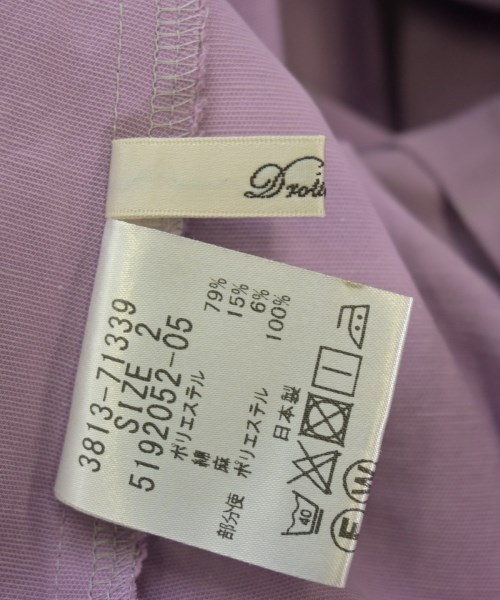 Droit
3813-71339
SIZE 2
5192052-05
ポリエステル 79%
綿 15%
麻 6%
部分使 ポリエステル 100%
日本製
40
F W